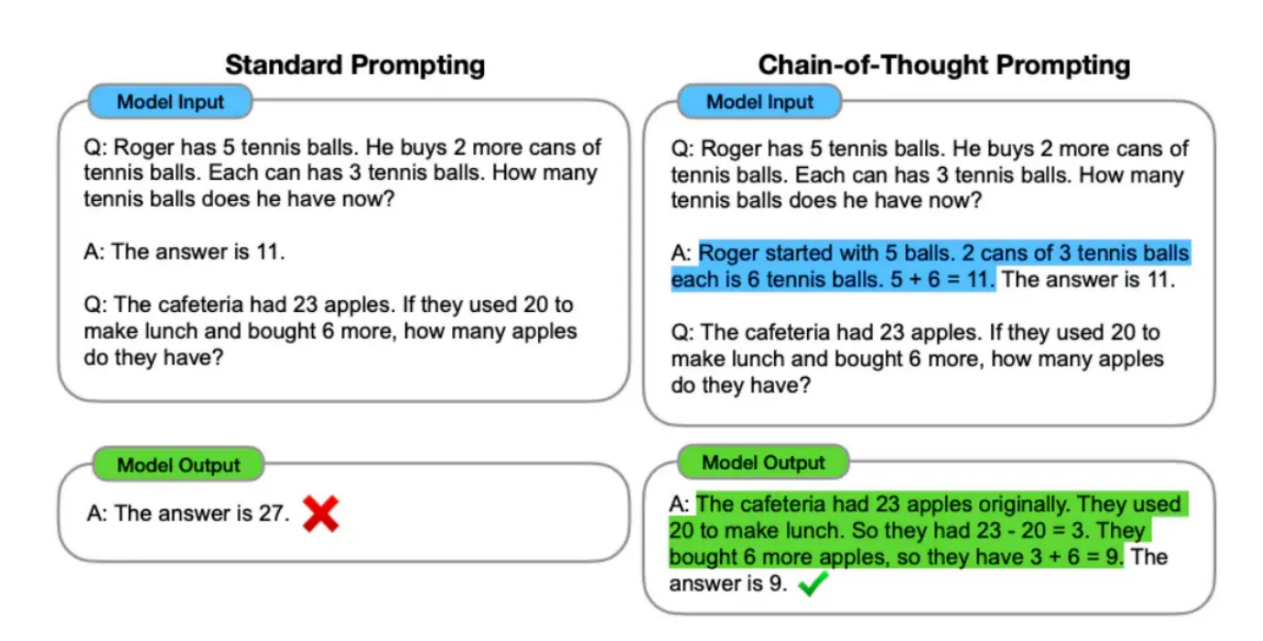 Standard Prompting
Model Input
Q: Roger has 5 tennis balls. He buys 2 more cans of
tennis balls. Each can has 3 tennis balls. How many
tennis balls does he have now?
A: The answer is 11.
Q: The cafeteria had 23 apples. If they used 20 to
make lunch and bought 6 more, how many apples
do they have?
Model Output
A: The answer is 27.
Chain-of-Thought Prompting
Model Input
Q: Roger has 5 tennis balls. He buys 2 more cans of
tennis balls. Each can has 3 tennis balls. How many
tennis balls does he have now?
A: Roger started with 5 balls. 2 cans of 3 tennis balls
each is 6 tennis balls. 5 + 6 = 11. The answer is 11.
Q: The cafeteria had 23 apples. If they used 20 to
make lunch and bought 6 more, how many apples
do they have?
Model Output
A: The cafeteria had 23 apples originally. They used
20 to make lunch. So they had 23 - 20 = 3. They
bought 6 more apples, so they have 3 + 6 = 9. The
answer is 9.